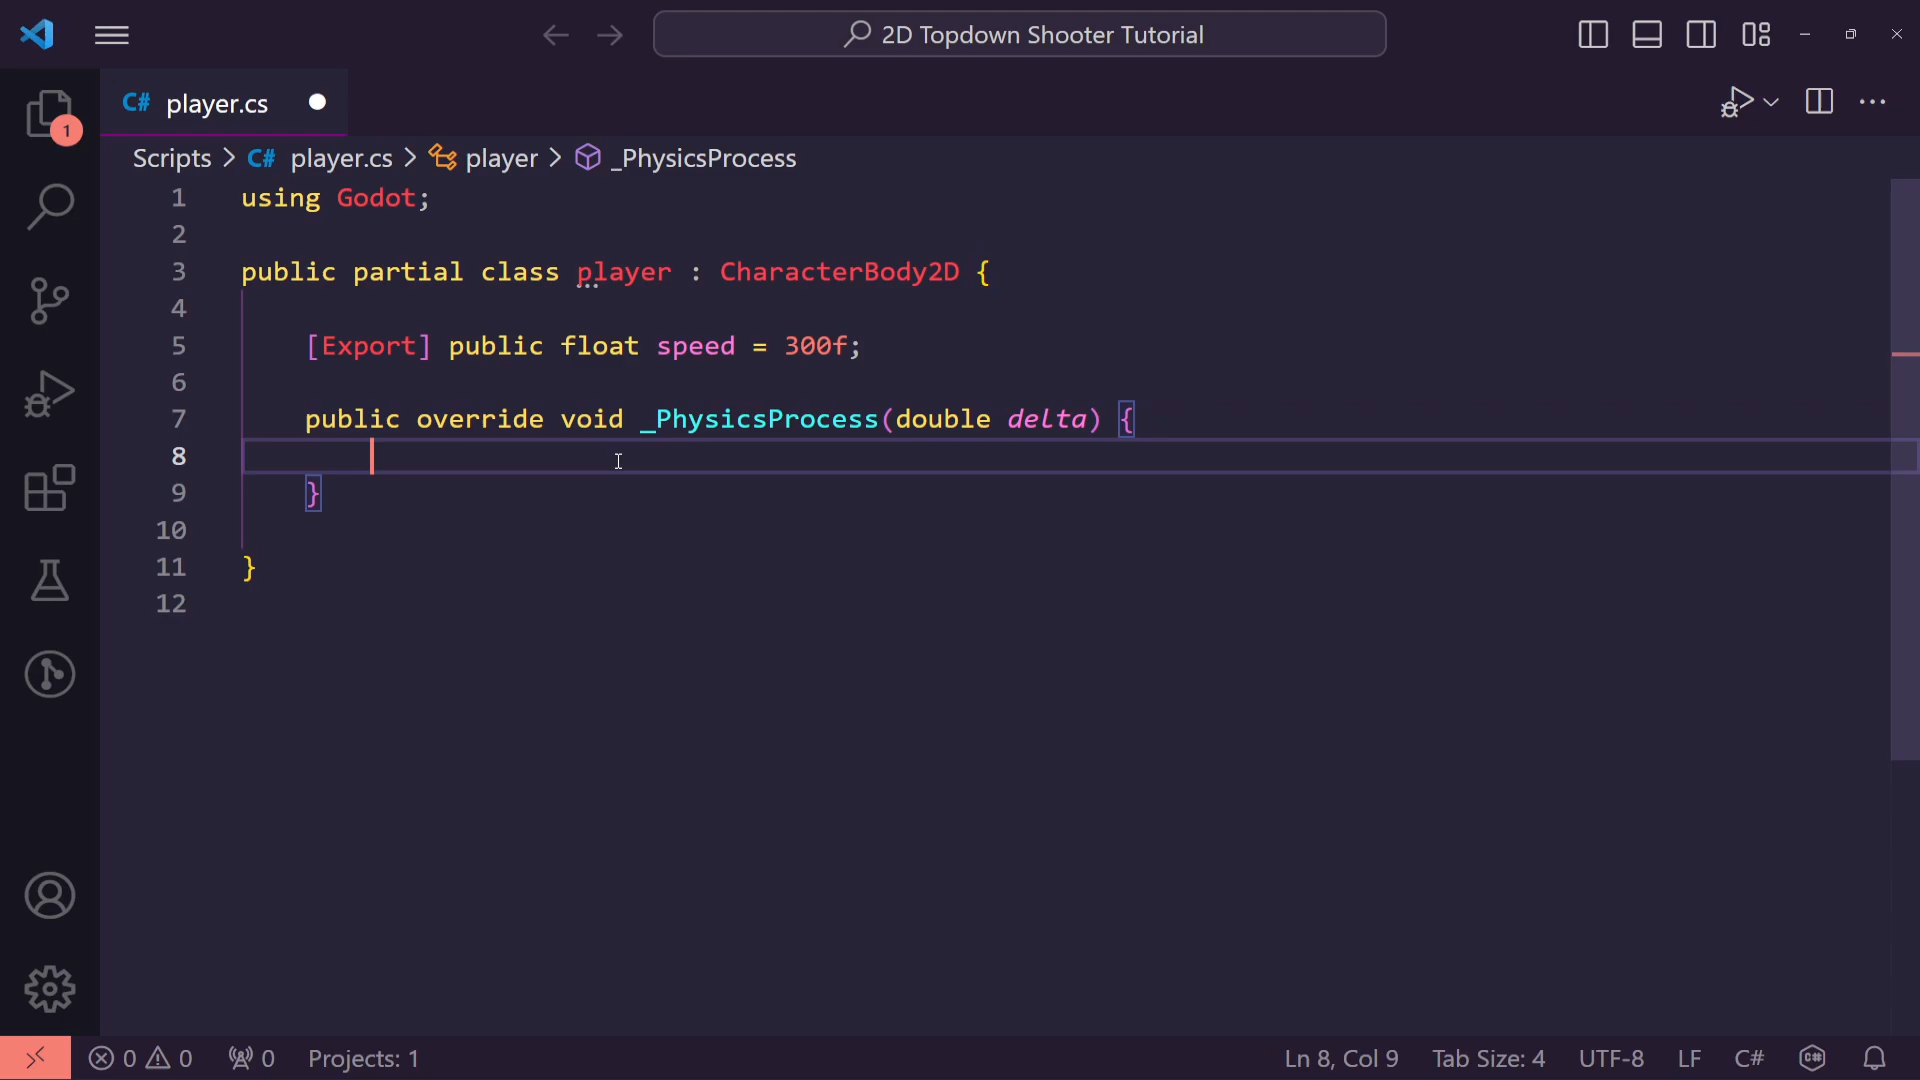 2D Topdown Shooter Tutorial
C# player.cs
1
Scripts > C# player.cs > player > _PhysicsProcess
1 using Godot;
2
3 public partial class player : CharacterBody2D {
4
5 [Export] public float speed = 300f;
6
7 public override void _PhysicsProcess(double delta) {
8
9 }
10
11 }
12
0 0 0 Projects: 1 Ln 8, Col 9 Tab Size: 4 UTF-8 LF C#